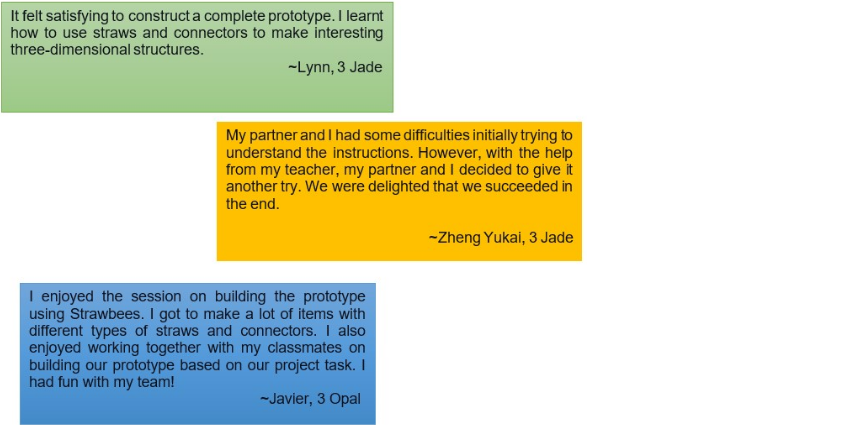 It felt satisfying to construct a complete prototype. I learnt
how to use straws and connectors to make interesting
three-dimensional structures.
~Lynn, 3 Jade
My partner and I had some difficulties initially trying to
understand the instructions. However, with the help
from my teacher, my partner and I decided to give it
another try. We were delighted that we succeeded in
the end.
~Zheng Yukai, 3 Jade
I enjoyed the session on building the prototype
using Strawbees. I got to make a lot of items with
different types of straws and connectors. I also
enjoyed working together with my classmates on
building our prototype based on our project task. I
had fun with my team!
~Javier, 3 Opal